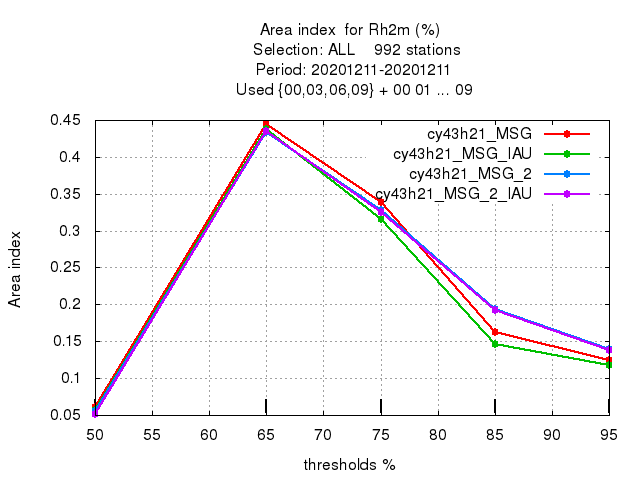 Area index  for Rh2m (%)
Selection: ALL    992 stations
Period: 20201211-20201211
Used {00,03,06,09} + 00 01 ... 09
0.45
0.4
0.35
0.3
0.25
0.2
0.15
0.1
0.05
Area index
cy43h21_MSG
cy43h21_MSG_IAU
cy43h21_MSG_2
cy43h21_MSG_2_IAU
50 55 60 65 70 75 80 85 90 95
thresholds %